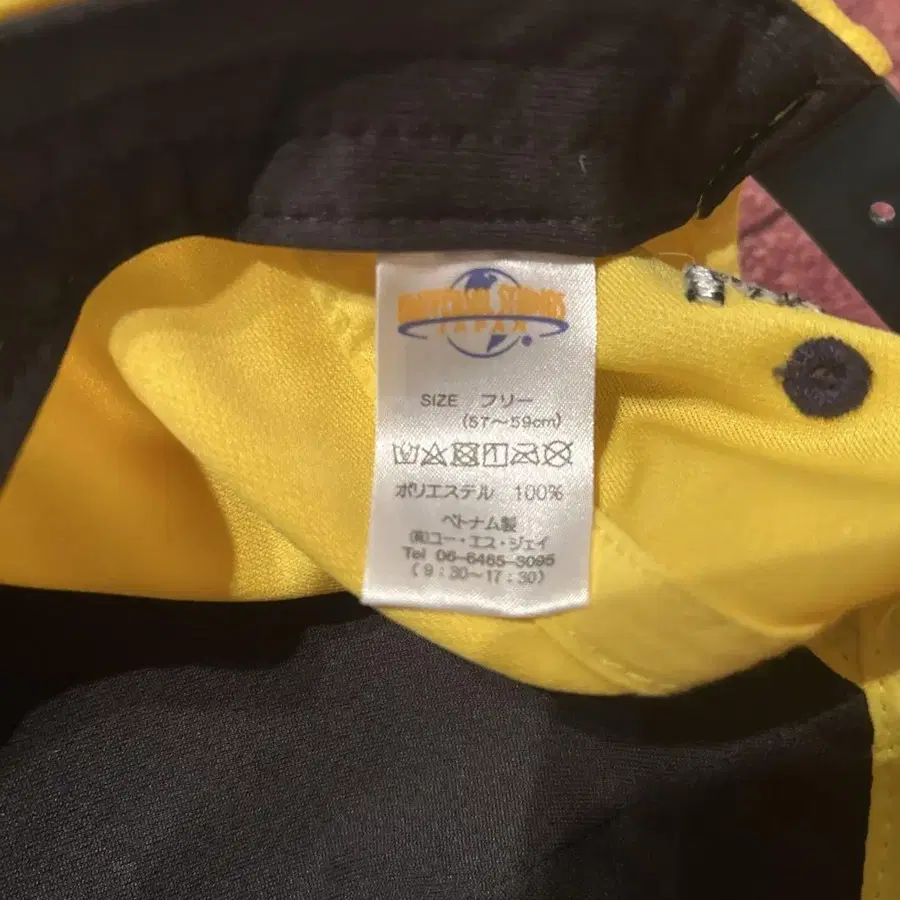 UNIVERSAL STUDIOS
JAPAN
SIZE フリー
(57～59cm)
ポリエステル 100%
ベトナム製
㈲ユー・エス・ジェイ
Tel 06-6465-3095
(9:30～17:30)